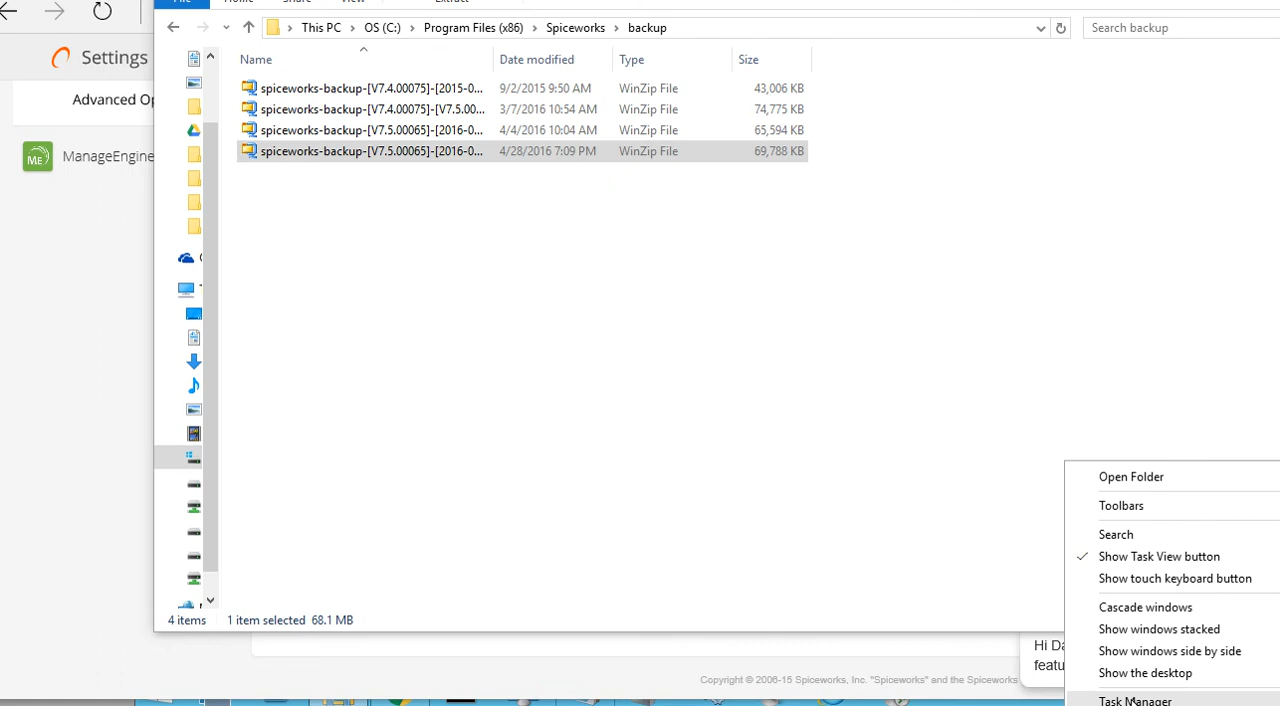 File Home Share View Extract
This PC > OS (C:) > Program Files (x86) > Spiceworks > backup
Search backup
Settings
Advanced Op
ManageEngine
Name Date modified Type Size
spiceworks-backup-[V7.4.00075]-[2015-0... 9/2/2015 9:50 AM WinZip File 43,006 KB
spiceworks-backup-[V7.4.00075]-[V7.5.00... 3/7/2016 10:54 AM WinZip File 74,775 KB
spiceworks-backup-[V7.5.00065]-[2016-0... 4/4/2016 10:04 AM WinZip File 65,594 KB
spiceworks-backup-[V7.5.00065]-[2016-0... 4/28/2016 7:09 PM WinZip File 69,788 KB
4 items 1 item selected 68.1 MB
Open Folder
Toolbars
Search
Show Task View button
Show touch keyboard button
Cascade windows
Show windows stacked
Show windows side by side
Show the desktop
Task Manager
Hi Da
featu
Copyright © 2006-15 Spiceworks, Inc. "Spiceworks" and the Spiceworks